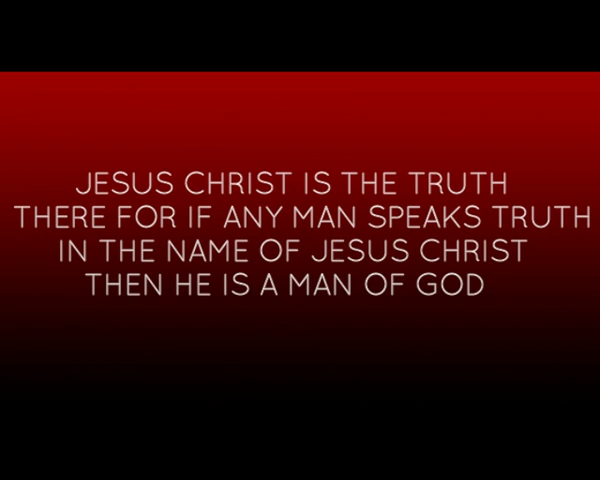 JESUS CHRIST IS THE TRUTH
THERE FOR IF ANY MAN SPEAKS TRUTH
IN THE NAME OF JESUS CHRIST
THEN HE IS A MAN OF GOD